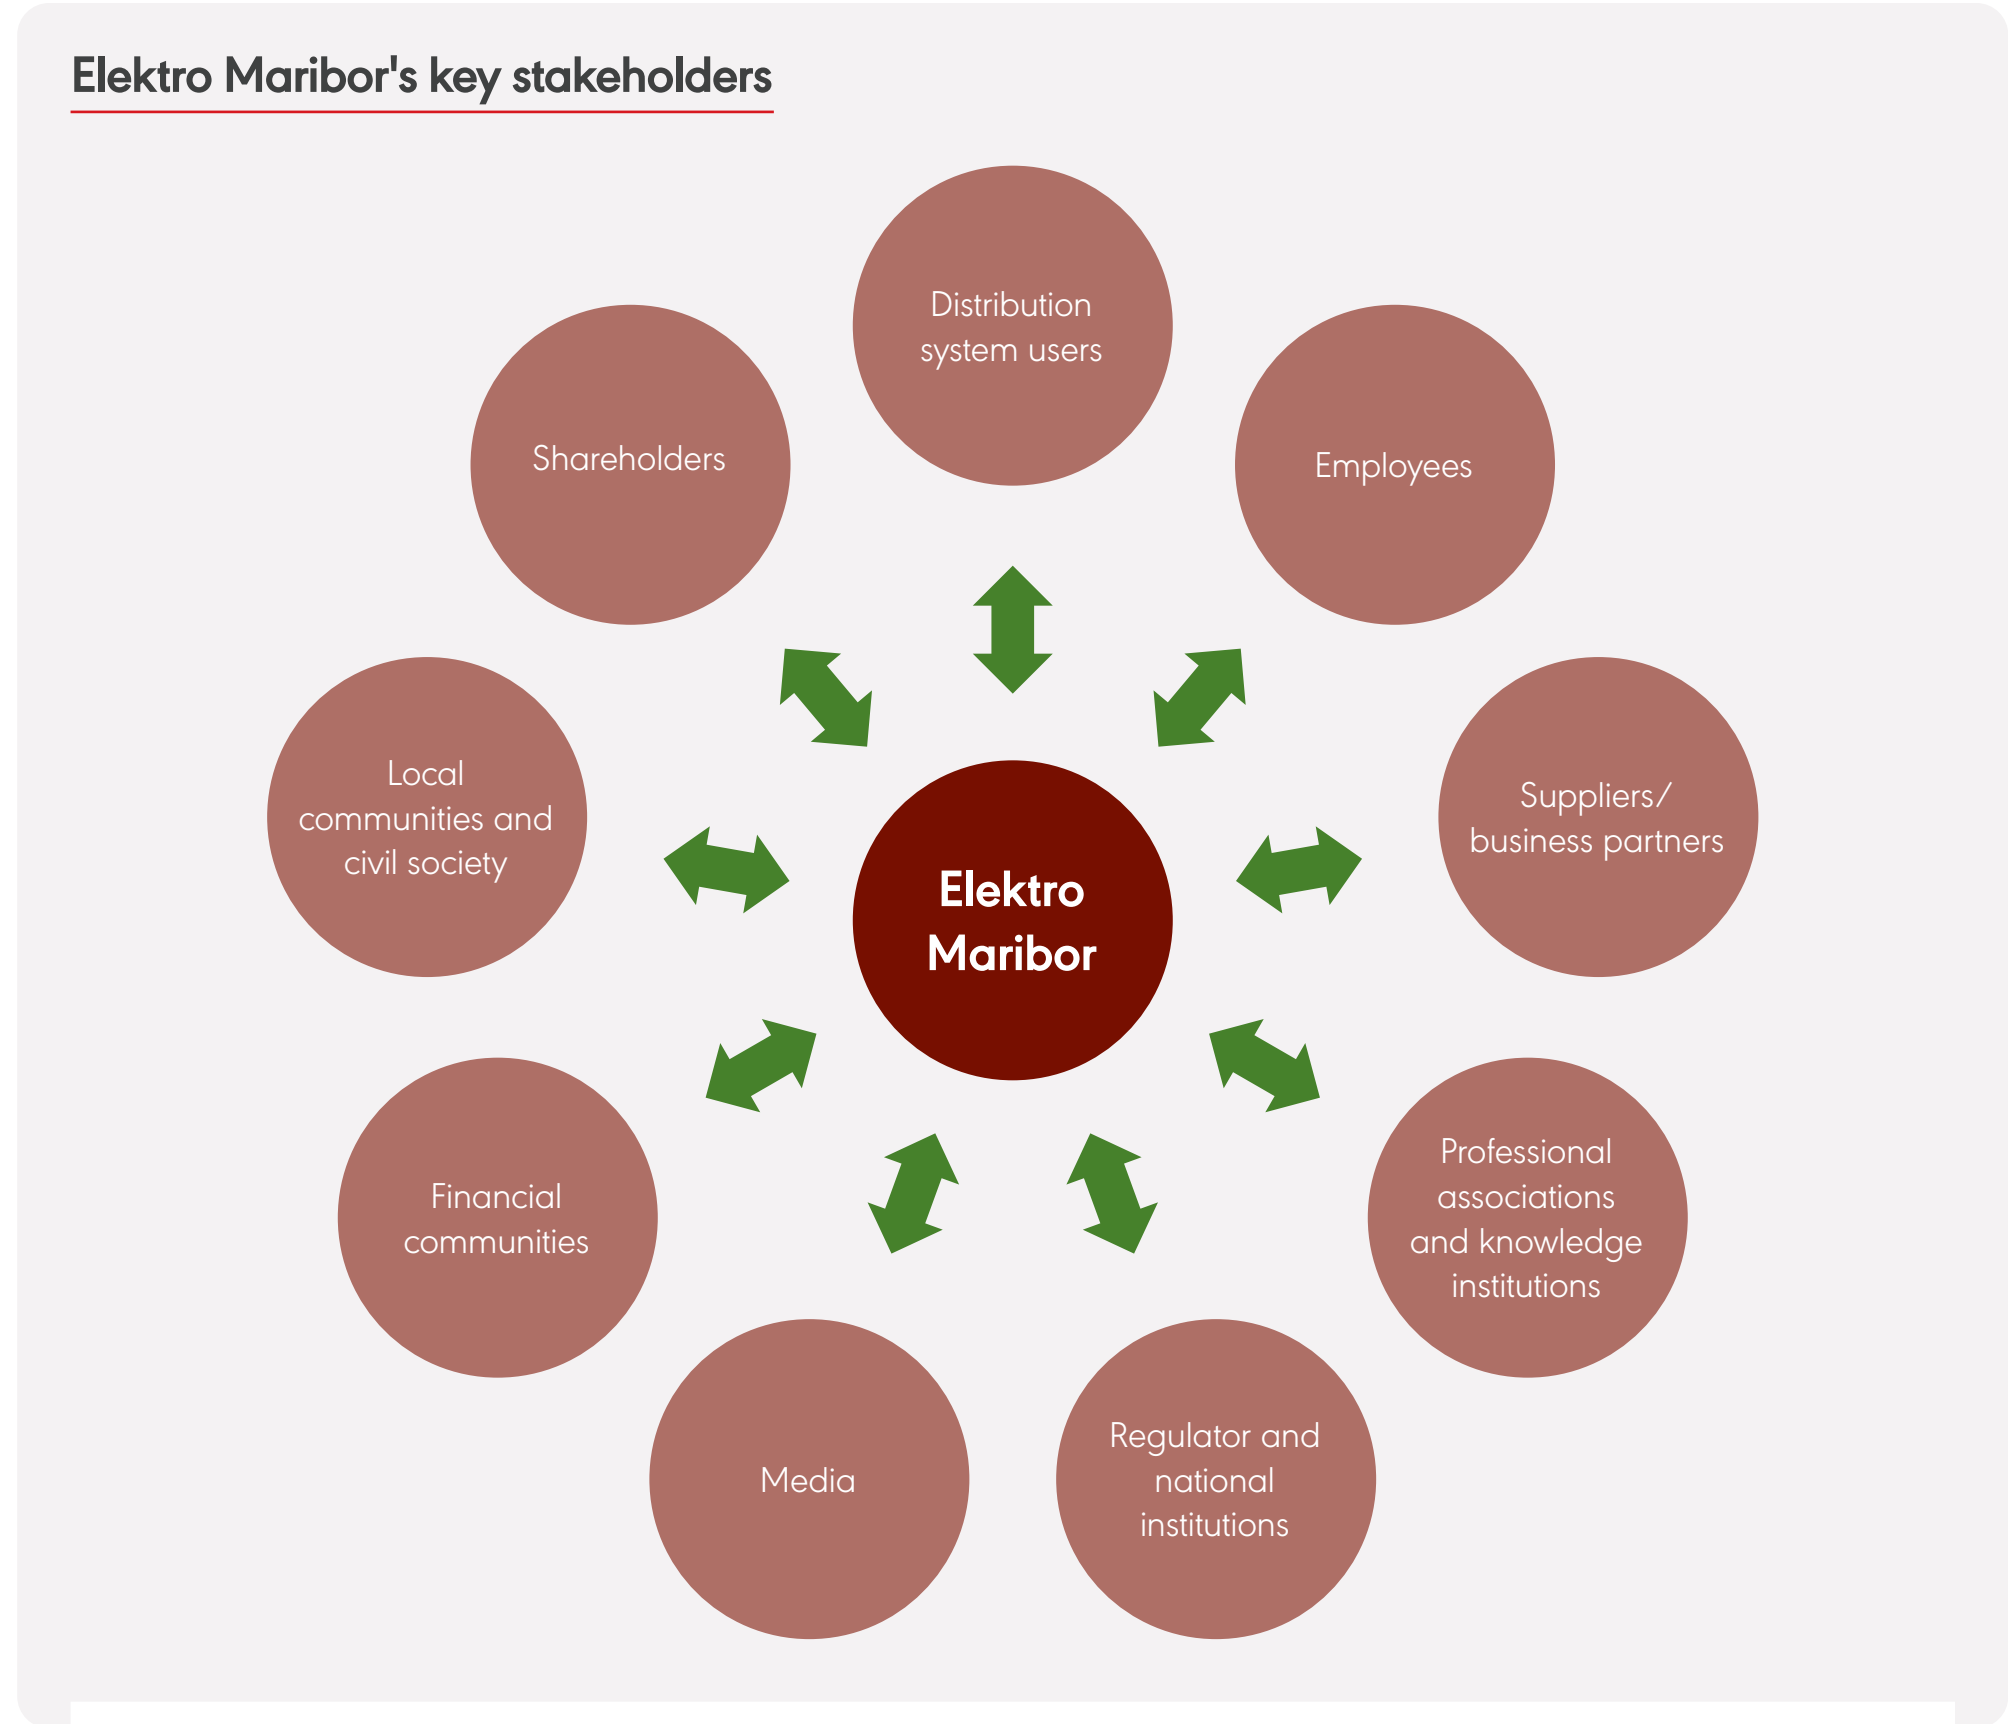 Elektro Maribor's key stakeholders
Distribution
system users
Shareholders
Employees
Local
communities and
civil society
Suppliers/
business partners
Elektro
Maribor
Financial
communities
Professional
associations
and knowledge
institutions
Media
Regulator and
national
institutions